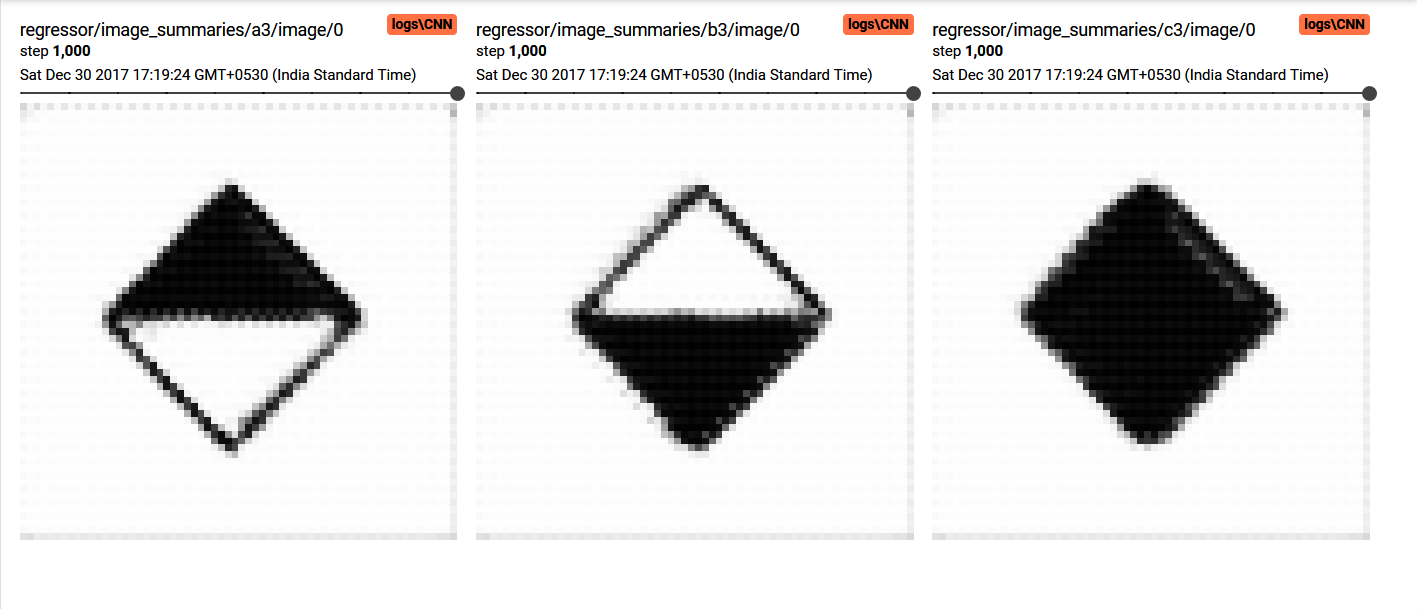 regressor/image_summaries/a3/image/0 logs\CNN
step 1,000
Sat Dec 30 2017 17:19:24 GMT+0530 (India Standard Time)
regressor/image_summaries/b3/image/0 logs\CNN
step 1,000
Sat Dec 30 2017 17:19:24 GMT+0530 (India Standard Time)
regressor/image_summaries/c3/image/0 logs\CNN
step 1,000
Sat Dec 30 2017 17:19:24 GMT+0530 (India Standard Time)